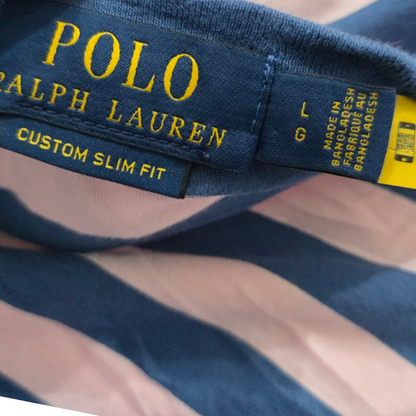 POLO
RALPH LAUREN
CUSTOM SLIM FIT
L
G
MADE IN
BANGLADESH
FABRIQUÉ AU
BANGLADESH